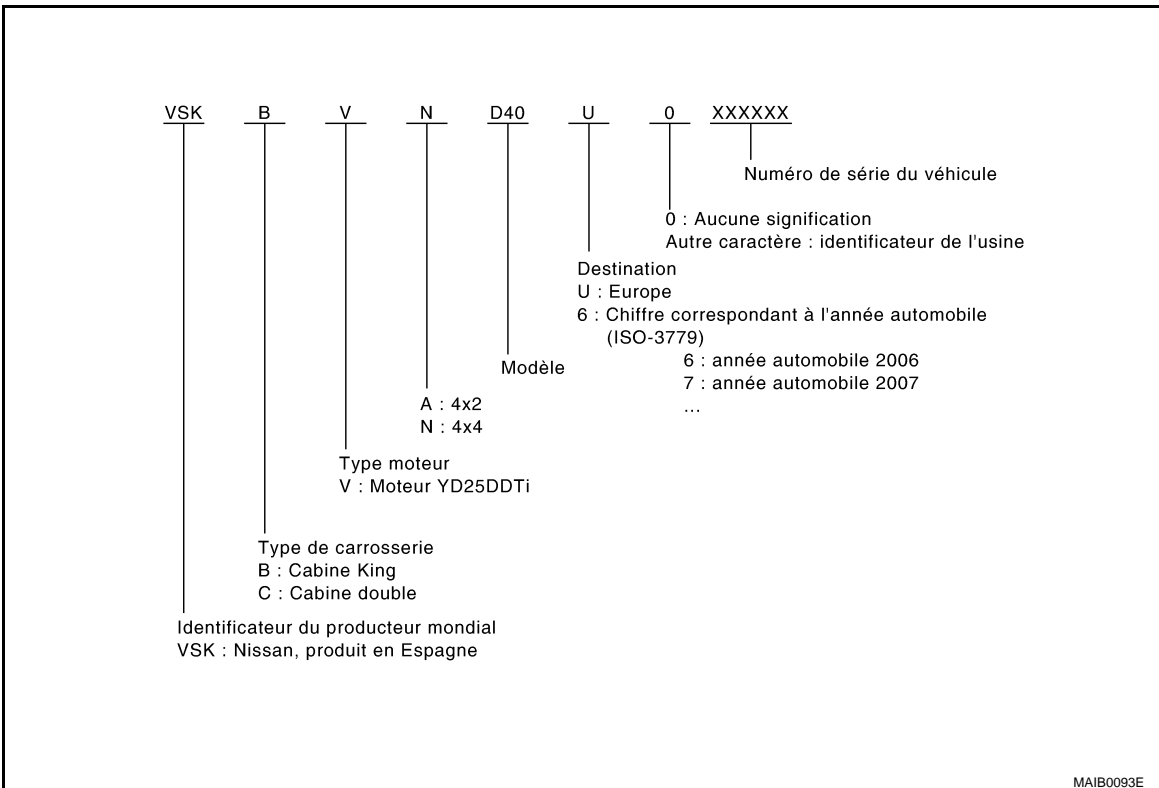 VSK B V N D40 U 0 XXXXXX
Numéro de série du véhicule
0 : Aucune signification
Autre caractère : identificateur de l'usine
Destination
U : Europe
6 : Chiffre correspondant à l'année automobile
(ISO-3779)
6 : année automobile 2006
7 : année automobile 2007
...
Modèle
A : 4x2
N : 4x4
Type moteur
V : Moteur YD25DDTi
Type de carrosserie
B : Cabine King
C : Cabine double
Identificateur du producteur mondial
VSK : Nissan, produit en Espagne
MAIB0093E